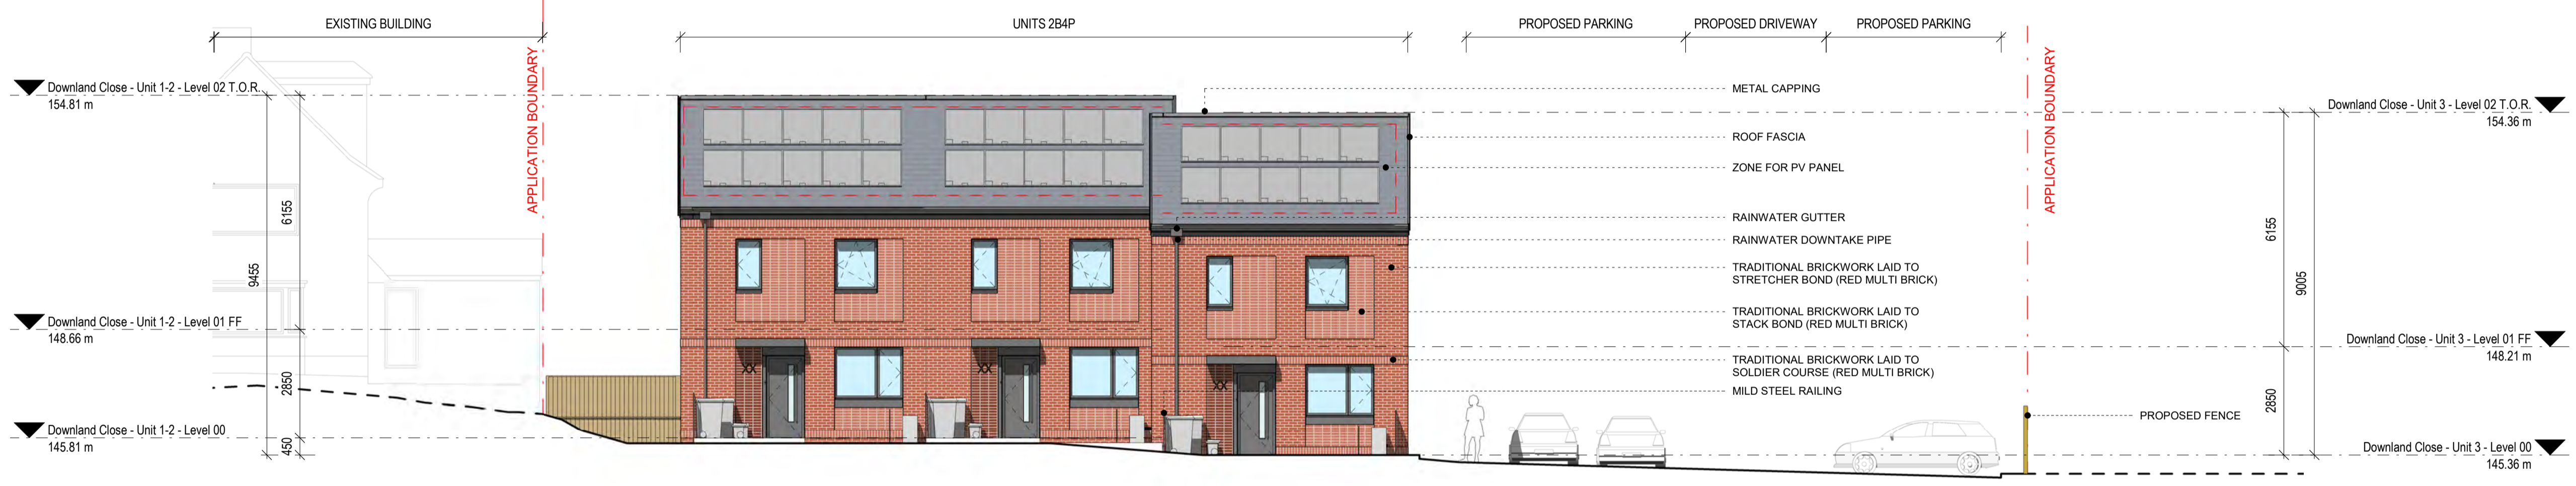 EXISTING BUILDING
UNITS 2B4P
PROPOSED PARKING
PROPOSED DRIVEWAY
PROPOSED PARKING
APPLICATION BOUNDARY
APPLICATION BOUNDARY
Downland Close - Unit 1-2 - Level 02 T.O.R.
154.81 m
Downland Close - Unit 1-2 - Level 01 FF
148.66 m
Downland Close - Unit 1-2 - Level 00
145.81 m
9455
6155
2850
450
XX
XX
XX
METAL CAPPING
ROOF FASCIA
ZONE FOR PV PANEL
RAINWATER GUTTER
RAINWATER DOWNTAKE PIPE
TRADITIONAL BRICKWORK LAID TO
STRETCHER BOND (RED MULTI BRICK)
TRADITIONAL BRICKWORK LAID TO
STACK BOND (RED MULTI BRICK)
TRADITIONAL BRICKWORK LAID TO
SOLDIER COURSE (RED MULTI BRICK)
MILD STEEL RAILING
PROPOSED FENCE
6155
2850
9005
Downland Close - Unit 3 - Level 02 T.O.R.
154.36 m
Downland Close - Unit 3 - Level 01 FF
148.21 m
Downland Close - Unit 3 - Level 00
145.36 m